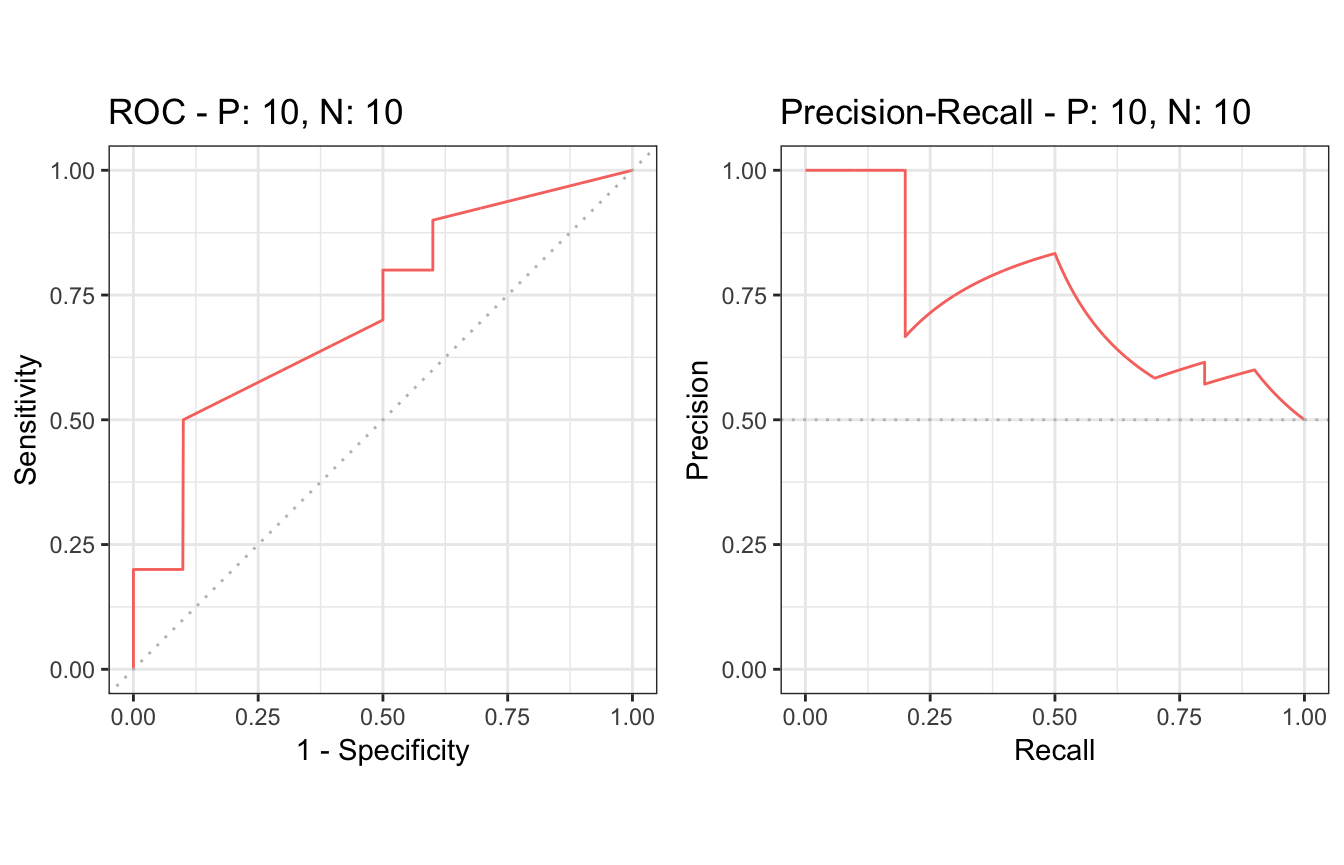 ROC - P: 10, N: 10
1.00
0.75
0.50
0.25
0.00
Sensitivity
0.00 0.25 0.50 0.75 1.00
1 - Specificity
Precision-Recall - P: 10, N: 10
1.00
0.75
0.50
0.25
0.00
Precision
0.00 0.25 0.50 0.75 1.00
Recall